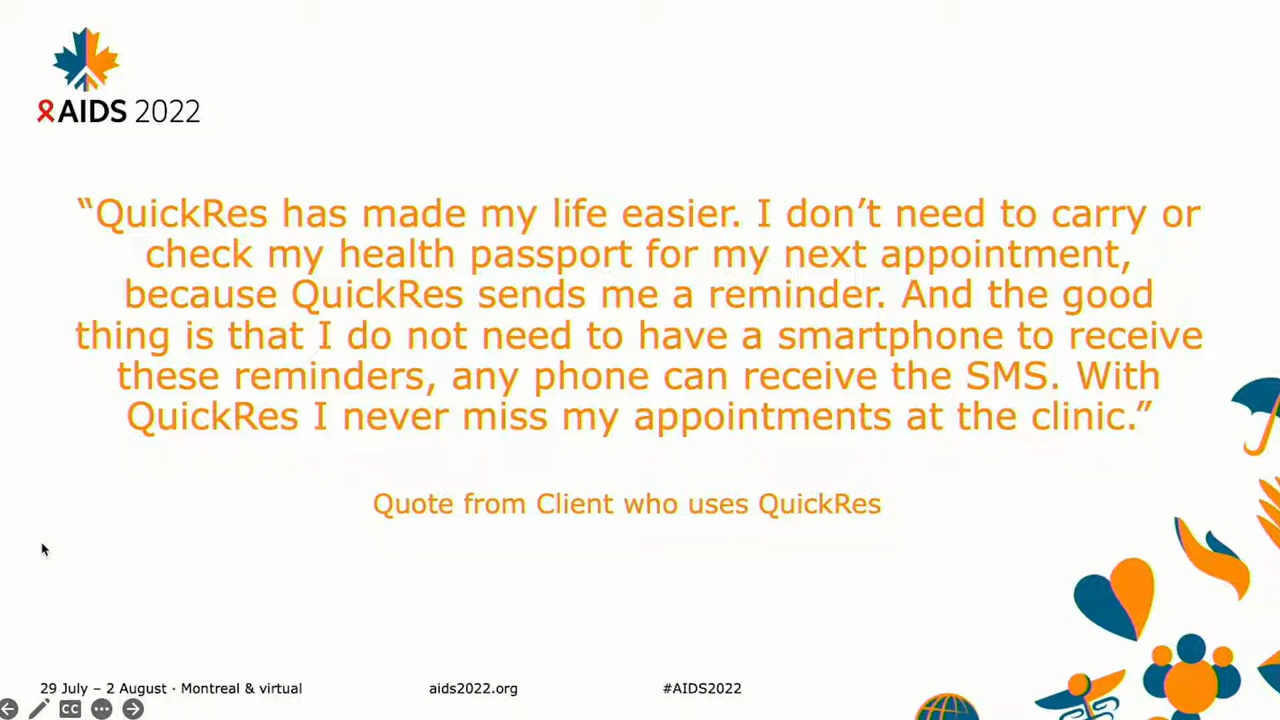 AIDS 2022
“QuickRes has made my life easier. I don’t need to carry or
check my health passport for my next appointment,
because QuickRes sends me a reminder. And the good
thing is that I do not need to have a smartphone to receive
these reminders, any phone can receive the SMS. With
QuickRes I never miss my appointments at the clinic.”
Quote from Client who uses QuickRes
29 July – 2 August · Montreal & virtual
aids2022.org
#AIDS2022
CC